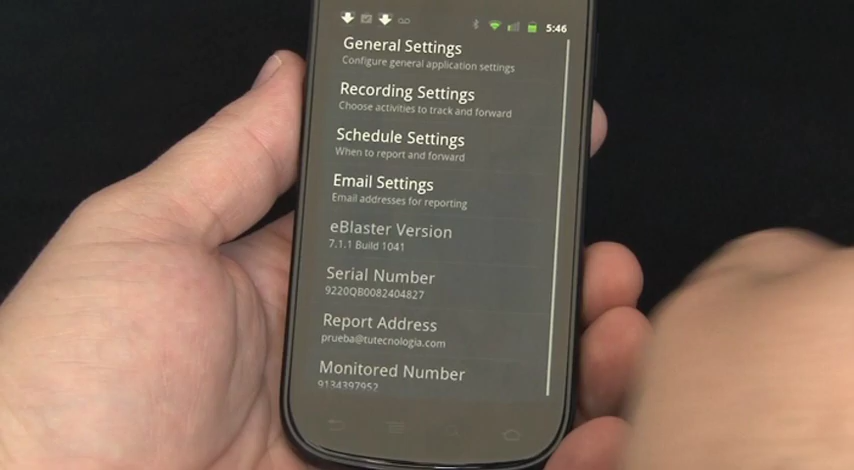 5:46
General Settings
Configure general application settings
Recording Settings
Choose activities to track and forward
Schedule Settings
When to report and forward
Email Settings
Email addresses for reporting
eBlaster Version
7.1.1 Build 1041
Serial Number
9220QB0082404827
Report Address
prueba@tutecnologia.com
Monitored Number
9134397952